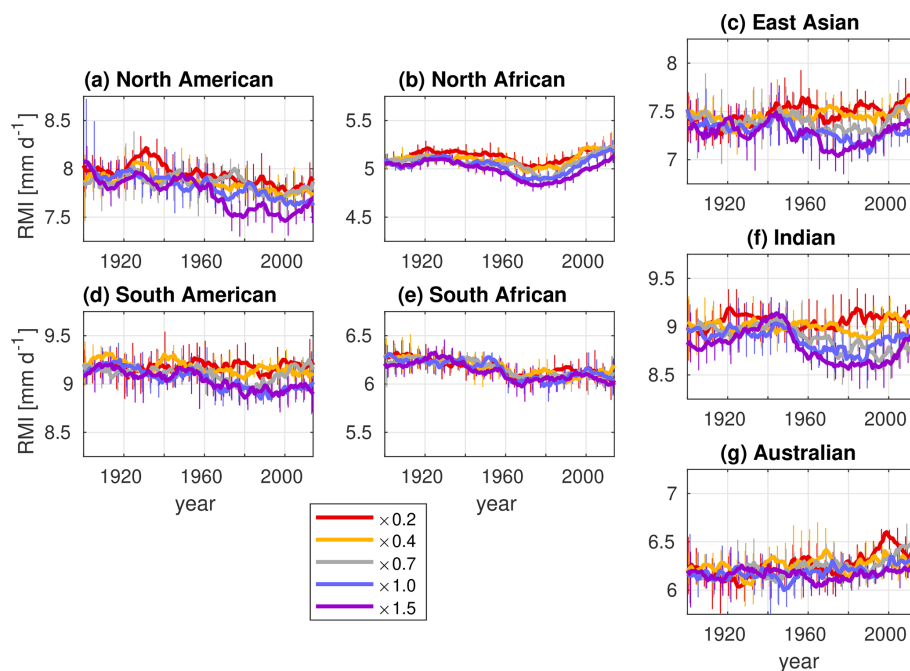 (c) East Asian
8
7.5
7
1920 1960 2000
(a) North American
RMI [mm d⁻¹]
8.5
8
7.5
1920 1960 2000
(b) North African
5.5
5
4.5
1920 1960 2000
(f) Indian
9.5
9
8.5
1920 1960 2000
(d) South American
RMI [mm d⁻¹]
9.5
9
8.5
1920 1960 2000
year
(e) South African
6.5
6
5.5
1920 1960 2000
year
(g) Australian
7
6.5
6
1920 1960 2000
year
×0.2
×0.4
×0.7
×1.0
×1.5